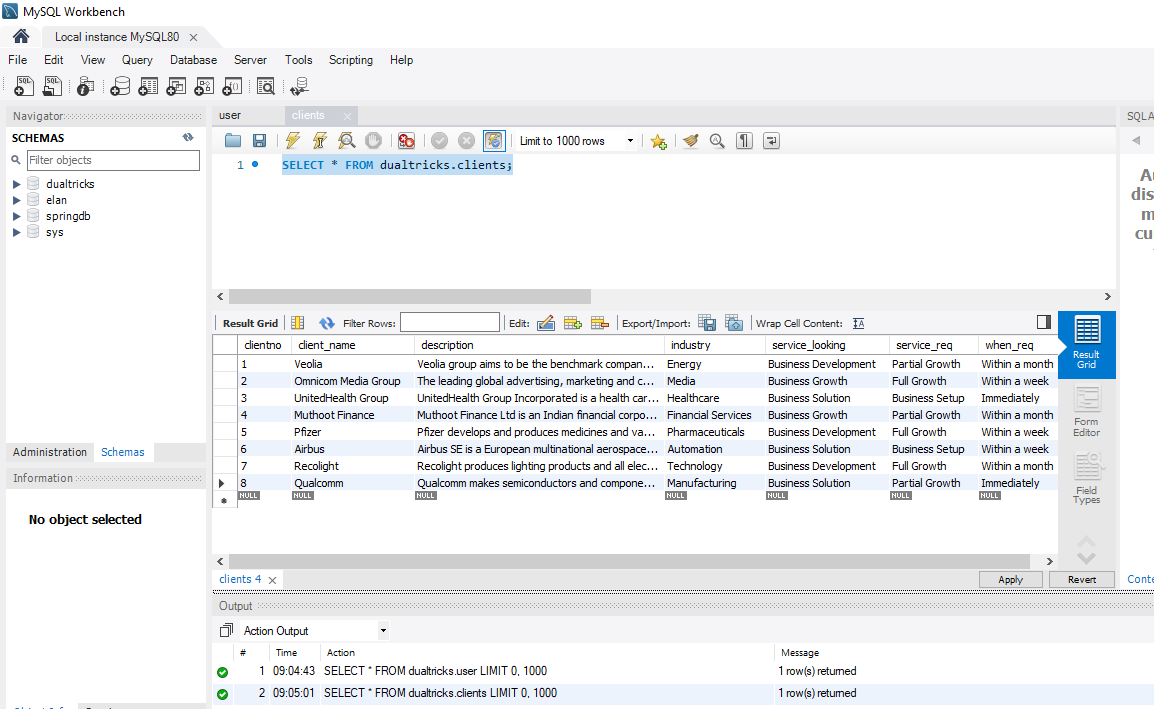 MySQL Workbench
Local instance MySQL80
File Edit View Query Database Server Tools Scripting Help
Navigator
SCHEMAS
Filter objects
dualtricks
elan
springdb
sys
Administration Schemas
Information
No object selected
user clients
Limit to 1000 rows
1 SELECT * FROM dualtricks.clients;
Result Grid Filter Rows: Edit: Export/Import: Wrap Cell Content:
clientno client_name description industry service_looking service_req when_req
1 Veolia Veolia group aims to be the benchmark compan... Energy Business Development Partial Growth Within a month
2 Omnicom Media Group The leading global advertising, marketing and c... Media Business Growth Full Growth Within a week
3 UnitedHealth Group UnitedHealth Group Incorporated is a health car... Healthcare Business Solution Business Setup Immediately
4 Muthoot Finance Muthoot Finance Ltd is an Indian financial corpo... Financial Services Business Growth Partial Growth Within a month
5 Pfizer Pfizer develops and produces medicines and va... Pharmaceuticals Business Development Full Growth Within a week
6 Airbus Airbus SE is a European multinational aerospace... Automation Business Solution Business Setup Within a week
7 Recolight Recolight produces lighting products and all elec... Technology Business Development Full Growth Within a month
8 Qualcomm Qualcomm makes semiconductors and compone... Manufacturing Business Solution Partial Growth Immediately
NULL NULL NULL NULL NULL NULL NULL
Result
Grid
Form
Editor
Field
Types
clients 4
Apply Revert
Output
Action Output
# Time Action Message
1 09:04:43 SELECT * FROM dualtricks.user LIMIT 0, 1000 1 row(s) returned
2 09:05:01 SELECT * FROM dualtricks.clients LIMIT 0, 1000 1 row(s) returned
SQLA
A
dis
m
cu
Conte